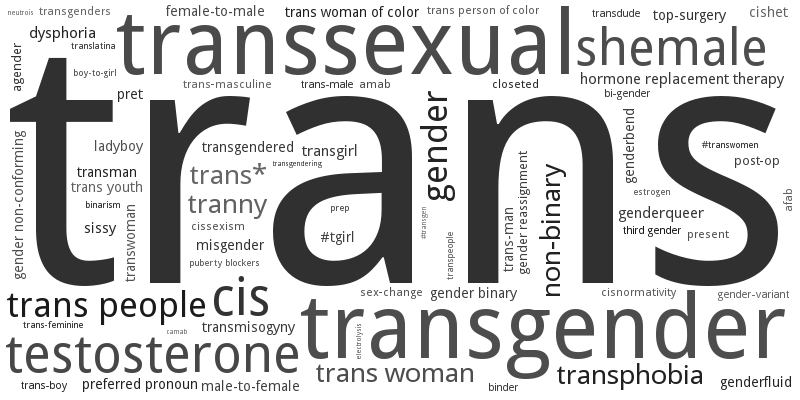 neutrois
transgenders
female-to-male
trans woman of color
trans person of color
transdude
top-surgery
cishet
dysphoria
translatina
transsexual
shemale
agender
boy-to-girl
pret
trans-masculine
trans-male
amab
closeted
hormone replacement therapy
bi-gender
trans
gender non-conforming
ladyboy
transman
trans youth
binarism
sissy
transwoman
transgendered
transgirl
transgendering
trans*
tranny
prep
cissexism
#tgirl
misgender
puberty blockers
gender
#transgen
transpeople
trans-man
gender reassignment
non-binary
genderbend
#transwomen
post-op
estrogen
afab
genderqueer
third gender
present
trans people
cis
sex-change
gender binary
cisnormativity
gender-variant
trans-feminine
camab
transmisogyny
transgender
testosterone
electrolysis
trans woman
transphobia
trans-boy
preferred pronoun
male-to-female
binder
genderfluid